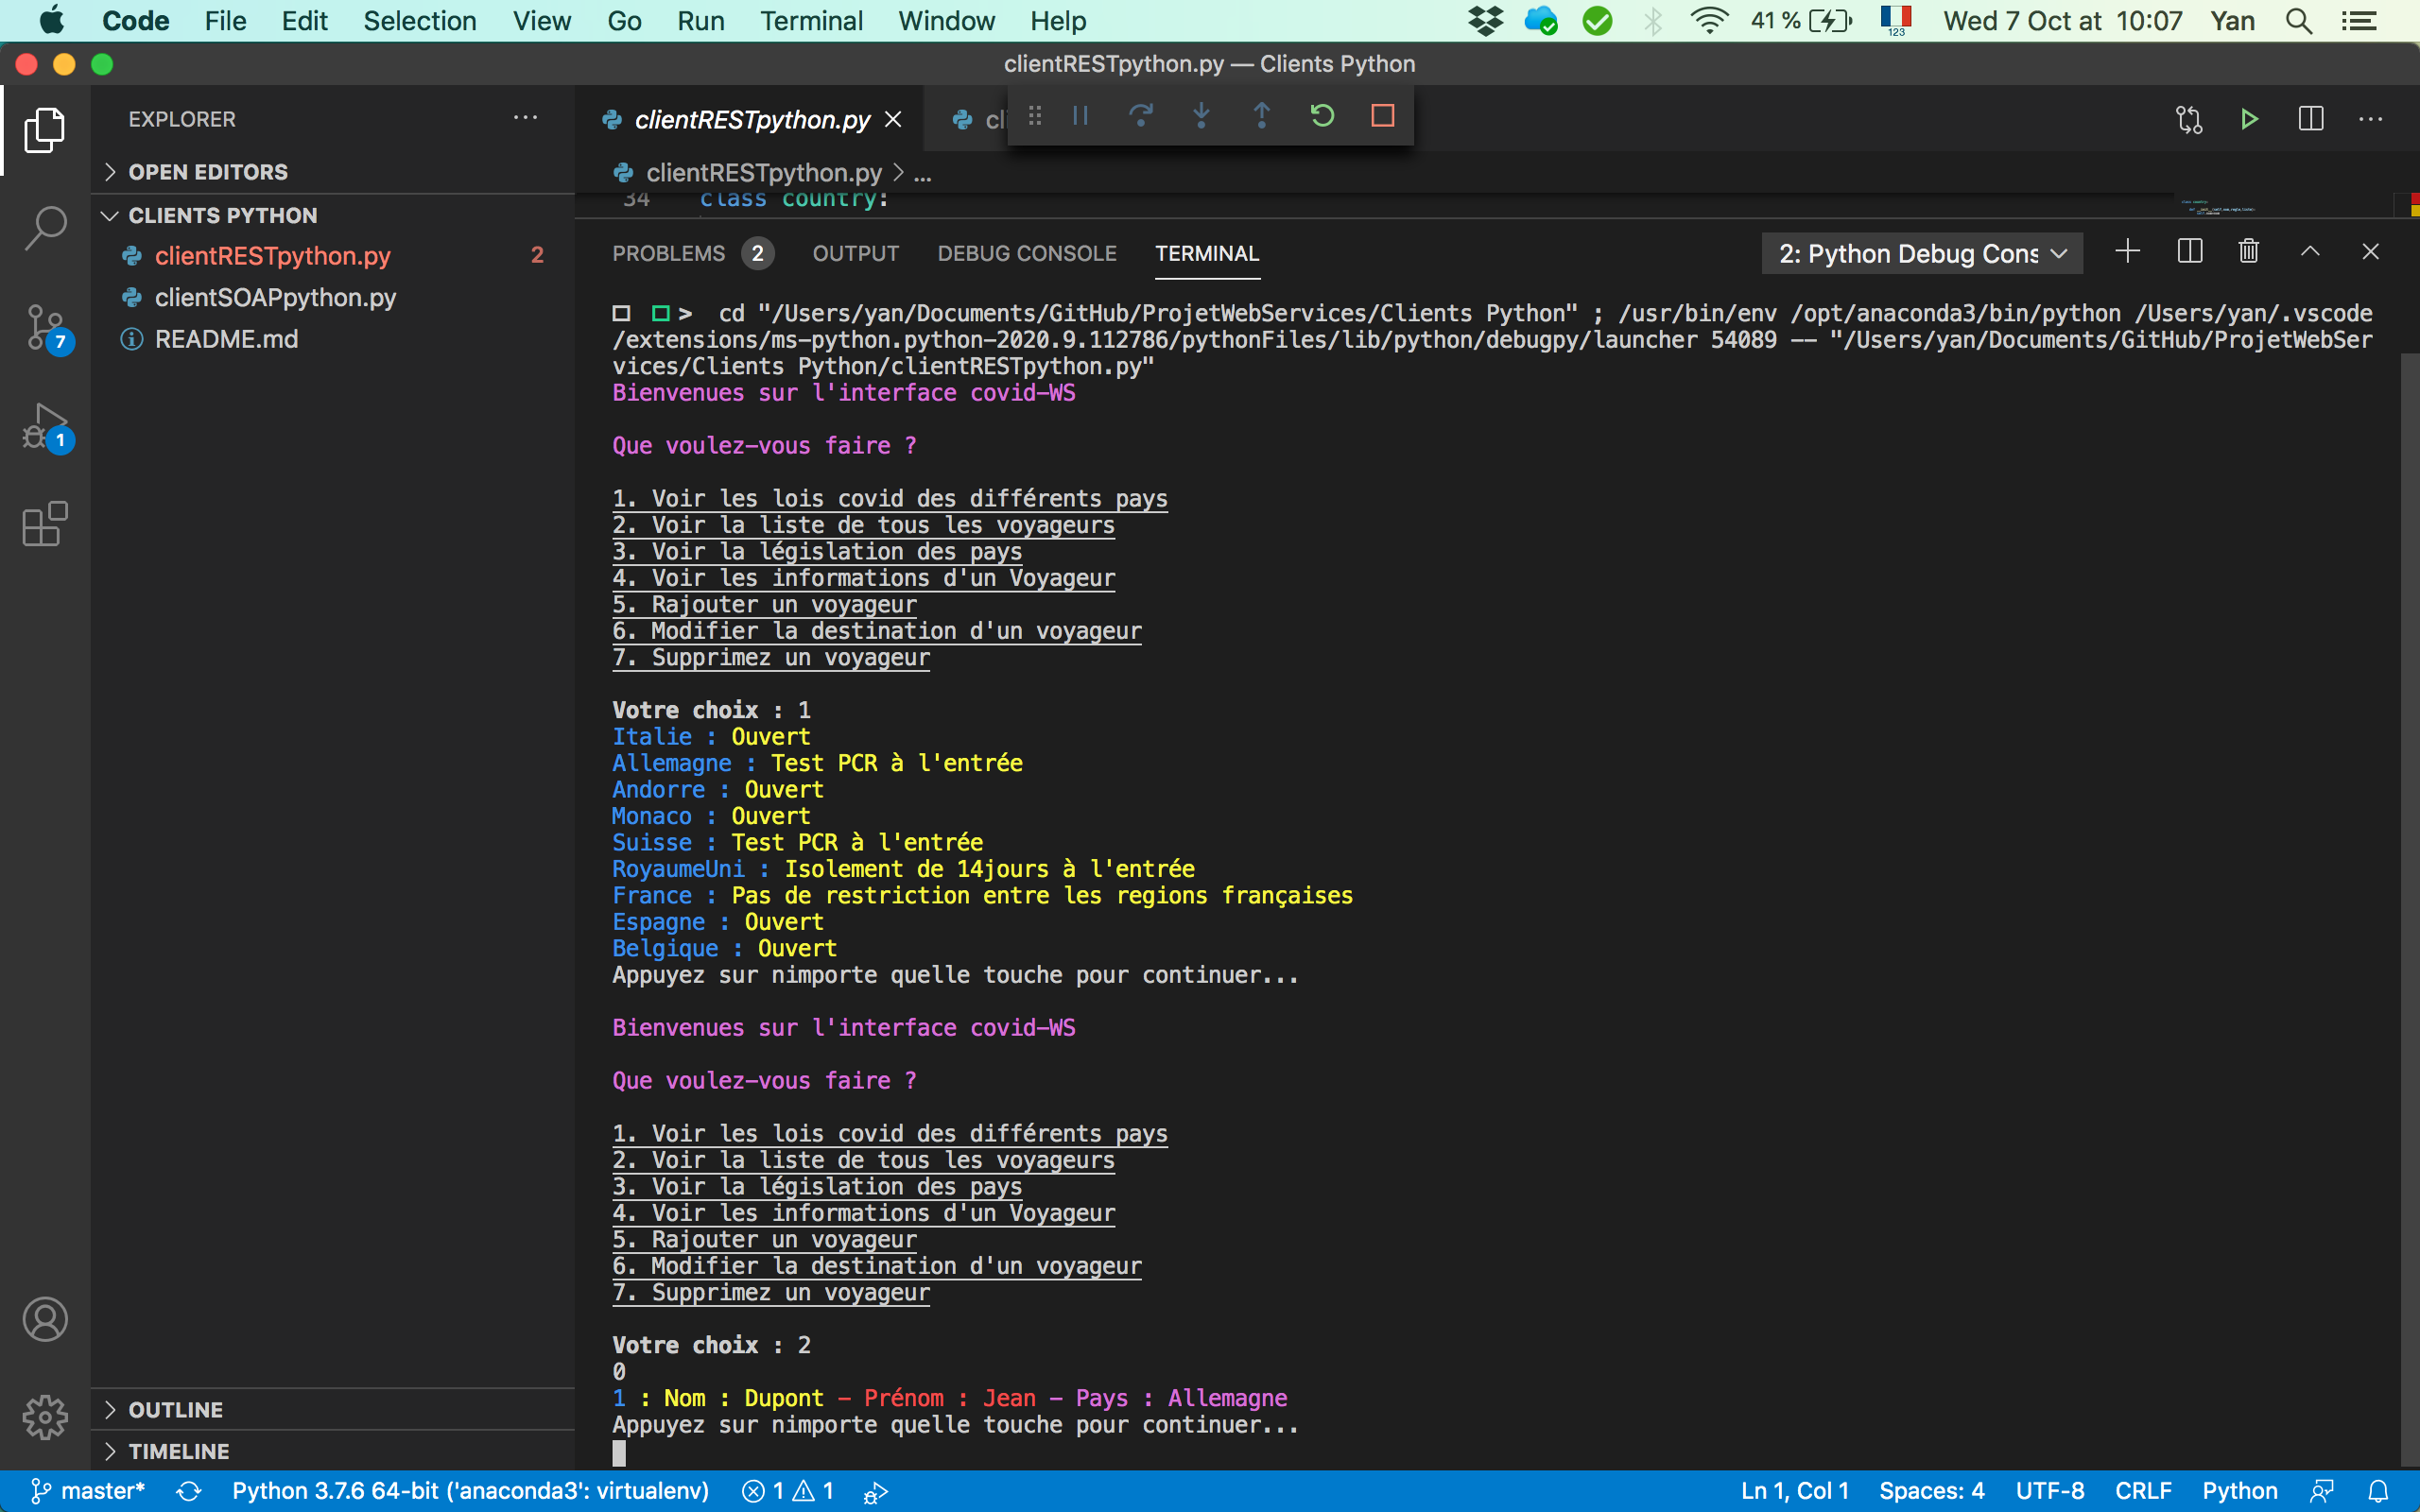 Code File Edit Selection View Go Run Terminal Window Help 41 % 123 Wed 7 Oct at 10:07 Yan
clientRESTpython.py — Clients Python
EXPLORER
OPEN EDITORS
CLIENTS PYTHON
clientRESTpython.py 2
clientSOAPpython.py
README.md
7
1
OUTLINE
TIMELINE
clientRESTpython.py
clientRESTpython.py > ...
34 class country:
PROBLEMS 2 OUTPUT DEBUG CONSOLE TERMINAL 2: Python Debug Cons
> cd "/Users/yan/Documents/GitHub/ProjetWebServices/Clients Python" ; /usr/bin/env /opt/anaconda3/bin/python /Users/yan/.vscode
/extensions/ms-python.python-2020.9.112786/pythonFiles/lib/python/debugpy/launcher 54089 -- "/Users/yan/Documents/GitHub/ProjetWebSer
vices/Clients Python/clientRESTpython.py"
Bienvenues sur l'interface covid-WS
Que voulez-vous faire ?
1. Voir les lois covid des différents pays
2. Voir la liste de tous les voyageurs
3. Voir la législation des pays
4. Voir les informations d'un Voyageur
5. Rajouter un voyageur
6. Modifier la destination d'un voyageur
7. Supprimez un voyageur
Votre choix : 1
Italie : Ouvert
Allemagne : Test PCR à l'entrée
Andorre : Ouvert
Monaco : Ouvert
Suisse : Test PCR à l'entrée
RoyaumeUni : Isolement de 14jours à l'entrée
France : Pas de restriction entre les regions françaises
Espagne : Ouvert
Belgique : Ouvert
Appuyez sur nimporte quelle touche pour continuer...
Bienvenues sur l'interface covid-WS
Que voulez-vous faire ?
1. Voir les lois covid des différents pays
2. Voir la liste de tous les voyageurs
3. Voir la législation des pays
4. Voir les informations d'un Voyageur
5. Rajouter un voyageur
6. Modifier la destination d'un voyageur
7. Supprimez un voyageur
Votre choix : 2
0
1 : Nom : Dupont - Prénom : Jean - Pays : Allemagne
Appuyez sur nimporte quelle touche pour continuer...
master* Python 3.7.6 64-bit ('anaconda3': virtualenv) 1 1 Ln 1, Col 1 Spaces: 4 UTF-8 CRLF Python